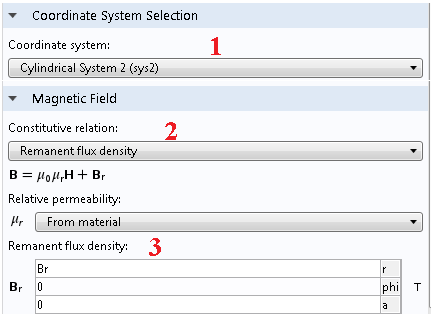 Coordinate System Selection
Coordinate system:
1
Cylindrical System 2 (sys2)
Magnetic Field
Constitutive relation:
2
Remanent flux density
B = μ0μrH + Br
Relative permeability:
μr From material
Remanent flux density:
3
Br r
Br 0 phi T
0 a